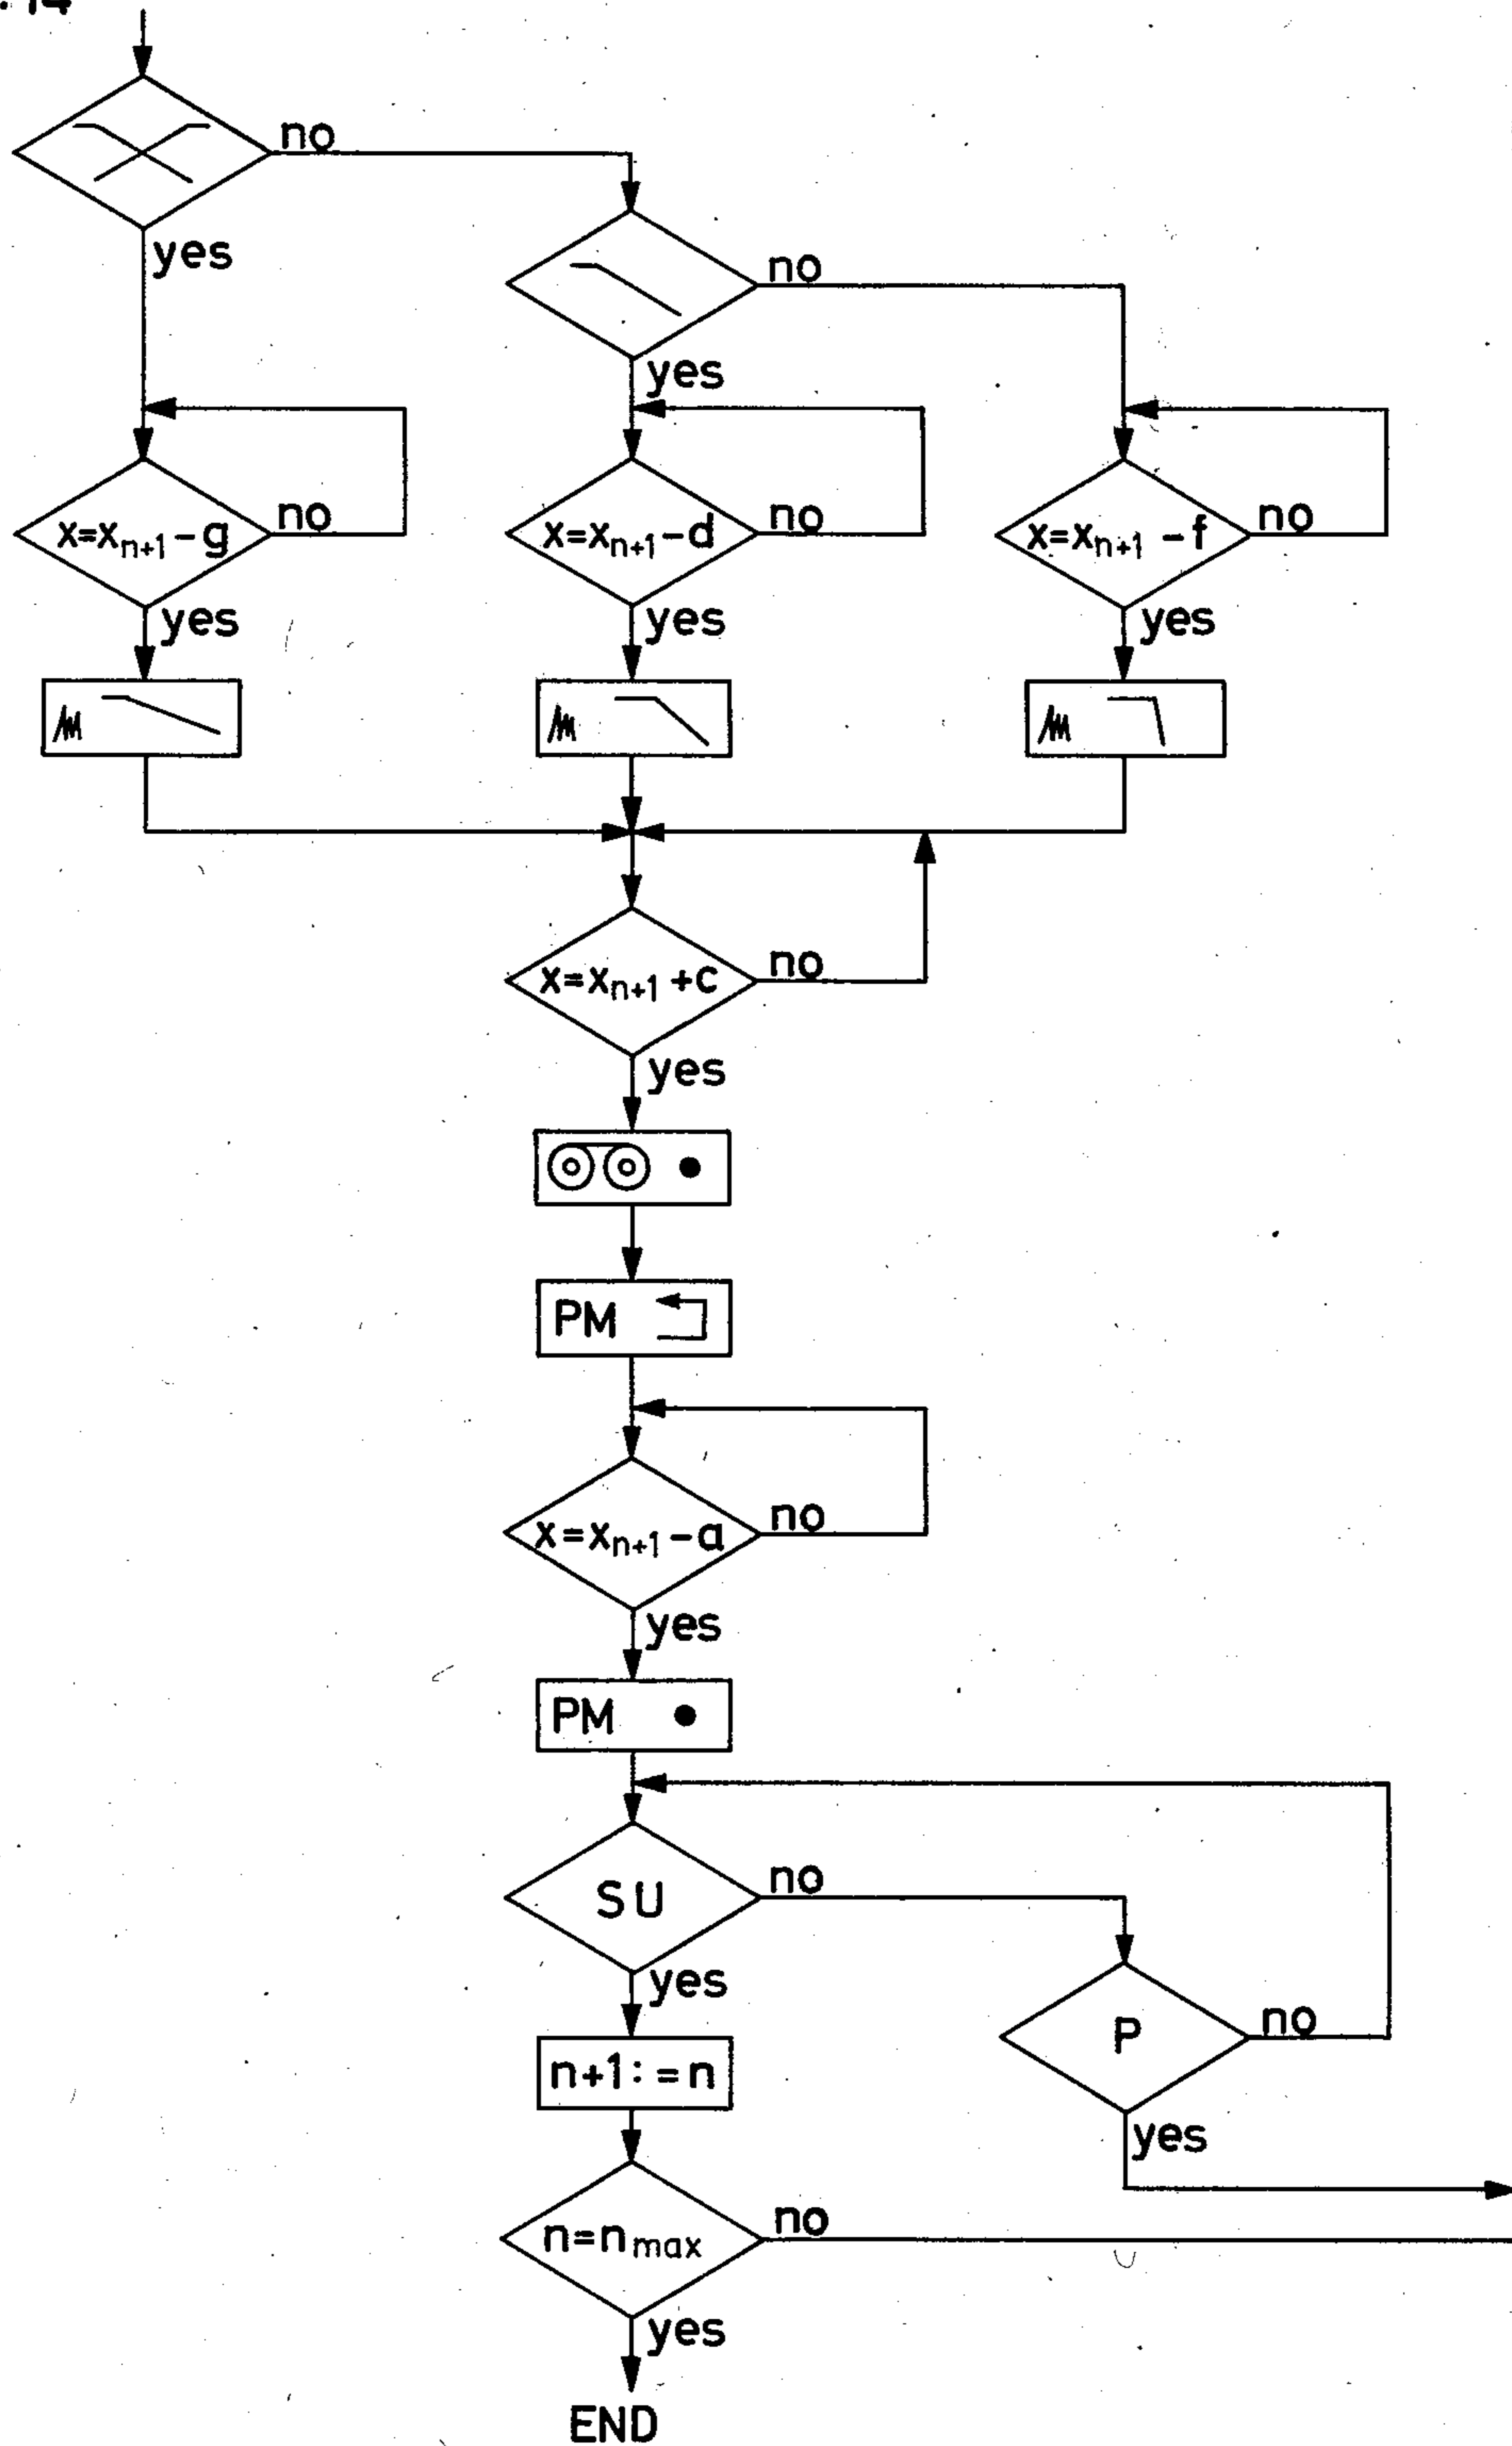 no
yes
no
yes
x=xn+1-g
no
x=xn+1-d
no
x=xn+1 -f
no
yes
yes
yes
x=xn+1+c
no
yes
PM
x=xn+1-a
no
yes
PM
SU
no
yes
P
no
n+1:=n
yes
n=nmax
no
yes
END